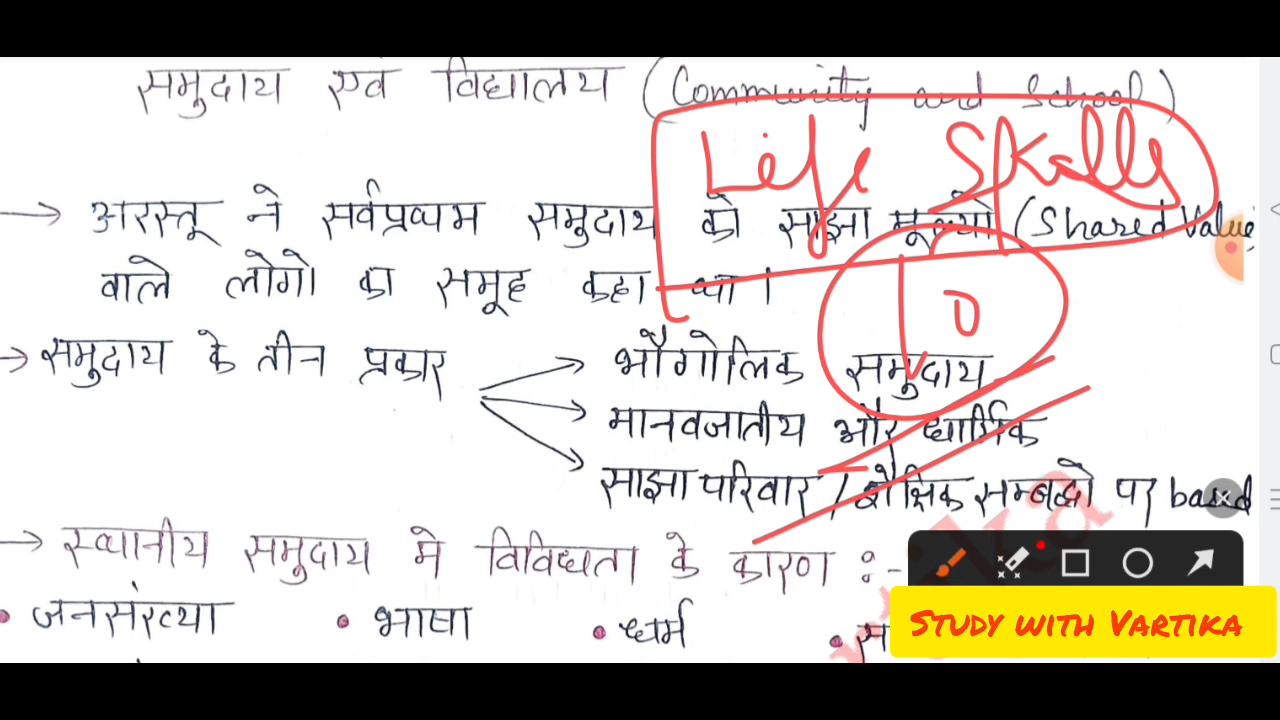 समुदाय एवं विद्यालय (Community and School)
Life Skills
→ अरस्तू ने सर्वप्रथम समुदाय को साझा मूल्यो (Shared Value)
वाले लोगो का समूह कहा था ।
10
→ समुदाय के तीन प्रकार
भौगोलिक समुदाय
मानवजातीय और धार्मिक
साझा परिवार / शैक्षिक सम्बन्धो पर based
→ स्थानीय समुदाय मे विविधता के कारण :-
• जनसंख्या • भाषा • धर्म •
STUDY WITH VARTIKA